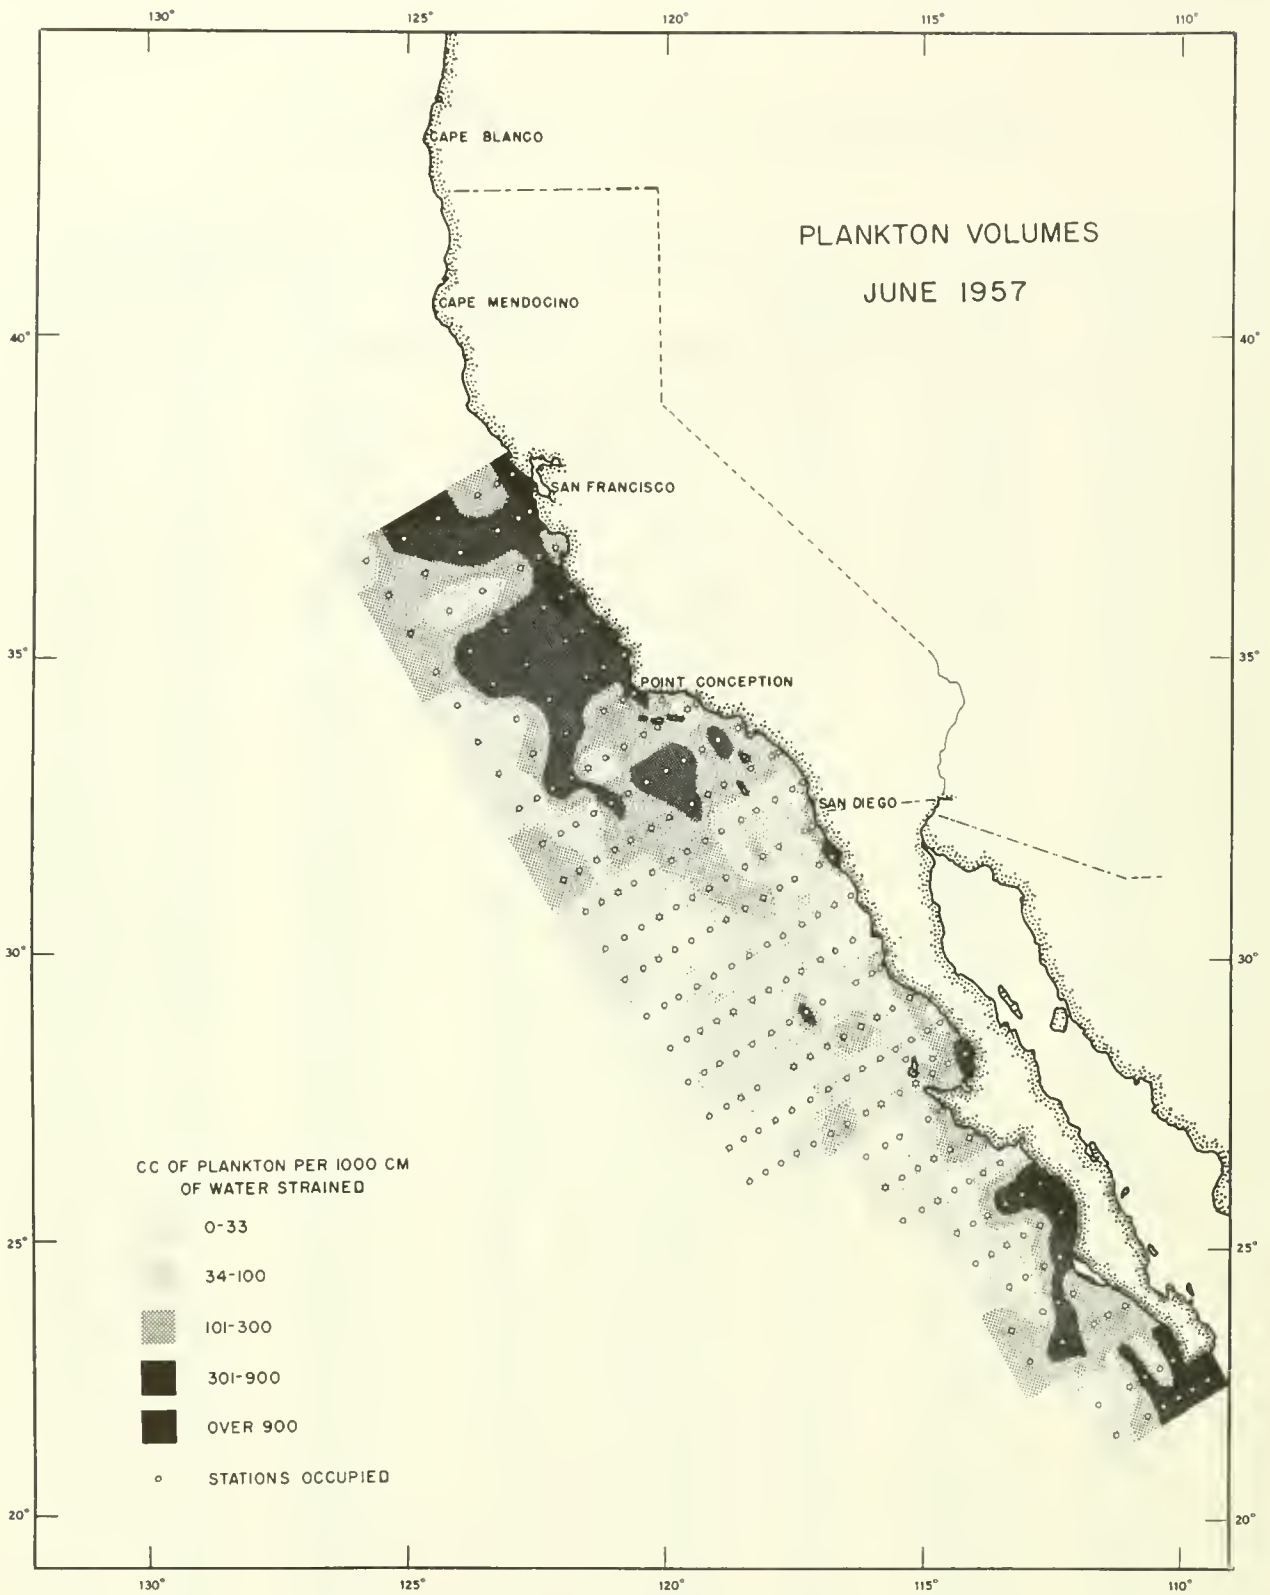 130° 125° 120° 115° 110°
CAPE BLANCO
PLANKTON VOLUMES
JUNE 1957
CAPE MENDOCINO
40° 40°
SAN FRANCISCO
35° 35°
POINT CONCEPTION
SAN DIEGO
30° 30°
CC OF PLANKTON PER 1000 CM
OF WATER STRAINED
0-33
25° 25°
34-100
101-300
301-900
OVER 900
STATIONS OCCUPIED
20° 20°
130° 125° 120° 115° 110°